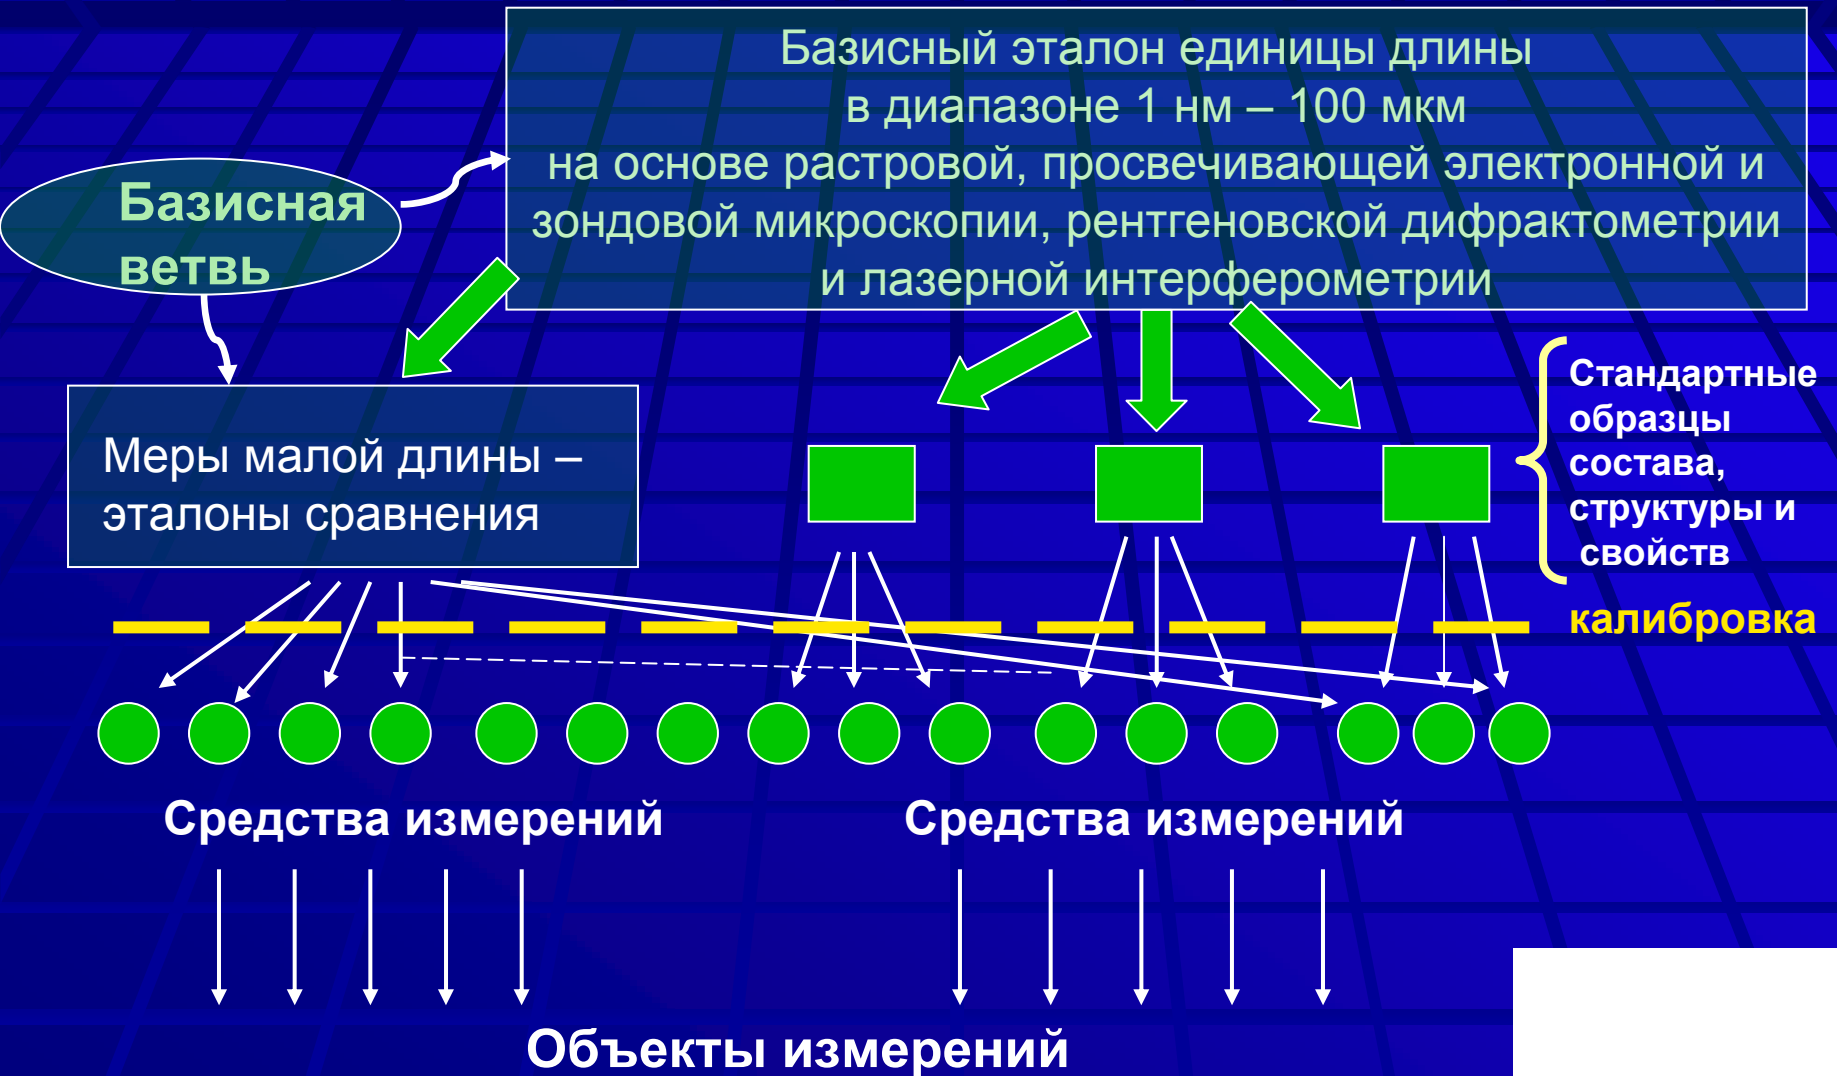 Базисный эталон единицы длины
в диапазоне 1 нм – 100 мкм
на основе растровой, просвечивающей электронной и
зондовой микроскопии, рентгеновской дифрактометрии
и лазерной интерферометрии
Базисная
ветвь
Меры малой длины –
эталоны сравнения
Стандартные
образцы
состава,
структуры и
свойств
калибровка
Средства измерений
Средства измерений
Объекты измерений